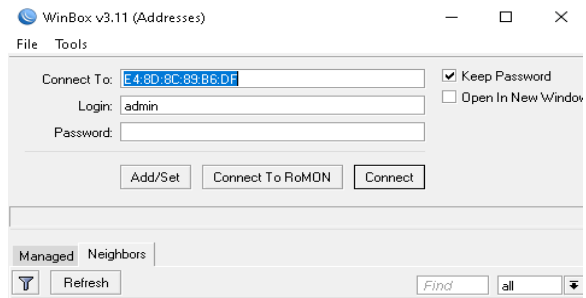 WinBox v3.11 (Addresses)
File Tools
Connect To: E4:8D:8C:89:B6:DF
Keep Password
Login: admin
Open In New Window
Password:
Add/Set Connect To RoMON Connect
Managed Neighbors
Refresh Find all